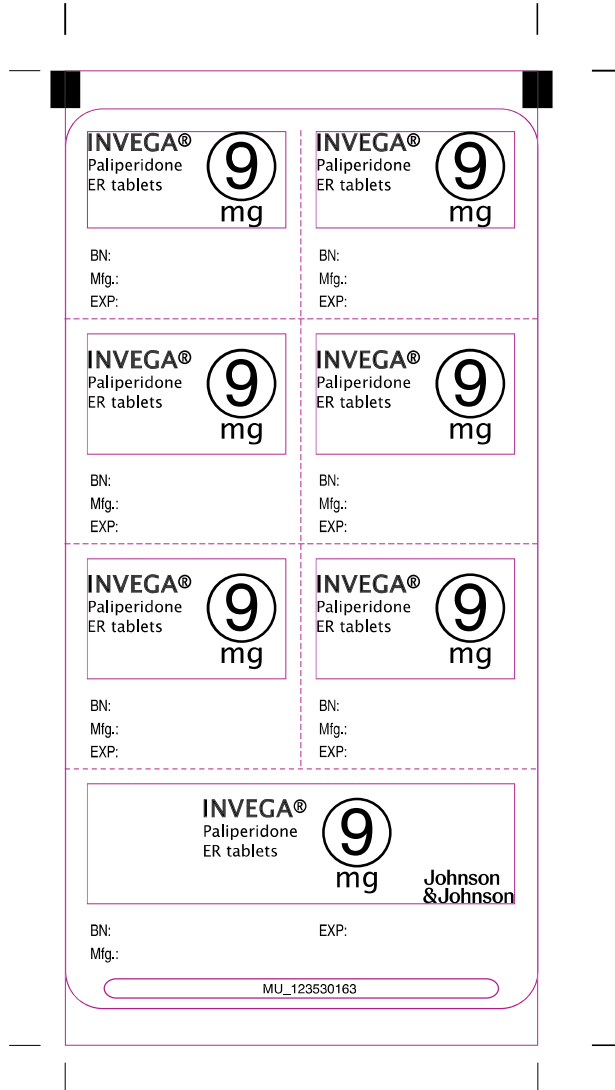 INVEGA®
Paliperidone
ER tablets
9
mg
BN:
Mfg.:
EXP:
INVEGA®
Paliperidone
ER tablets
9
mg
BN:
Mfg.:
EXP:
INVEGA®
Paliperidone
ER tablets
9
mg
BN:
Mfg.:
EXP:
INVEGA®
Paliperidone
ER tablets
9
mg
BN:
Mfg.:
EXP:
INVEGA®
Paliperidone
ER tablets
9
mg
BN:
Mfg.:
EXP:
INVEGA®
Paliperidone
ER tablets
9
mg
BN:
Mfg.:
EXP:
INVEGA®
Paliperidone
ER tablets
9
mg
Johnson
&Johnson
BN: EXP:
Mfg.:
MU_123530163